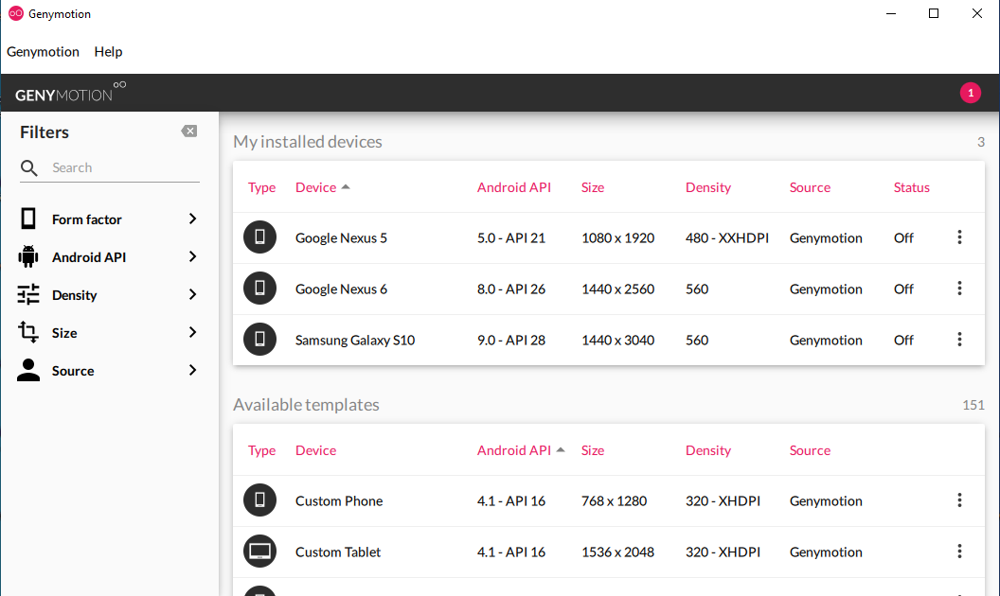 Genymotion
Genymotion Help
GENYMOTION
1
Filters
Search
Form factor
Android API
Density
Size
Source
My installed devices 3
Type Device Android API Size Density Source Status
Google Nexus 5 5.0 - API 21 1080 x 1920 480 - XXHDPI Genymotion Off
Google Nexus 6 8.0 - API 26 1440 x 2560 560 Genymotion Off
Samsung Galaxy S10 9.0 - API 28 1440 x 3040 560 Genymotion Off
Available templates 151
Type Device Android API Size Density Source
Custom Phone 4.1 - API 16 768 x 1280 320 - XHDPI Genymotion
Custom Tablet 4.1 - API 16 1536 x 2048 320 - XHDPI Genymotion